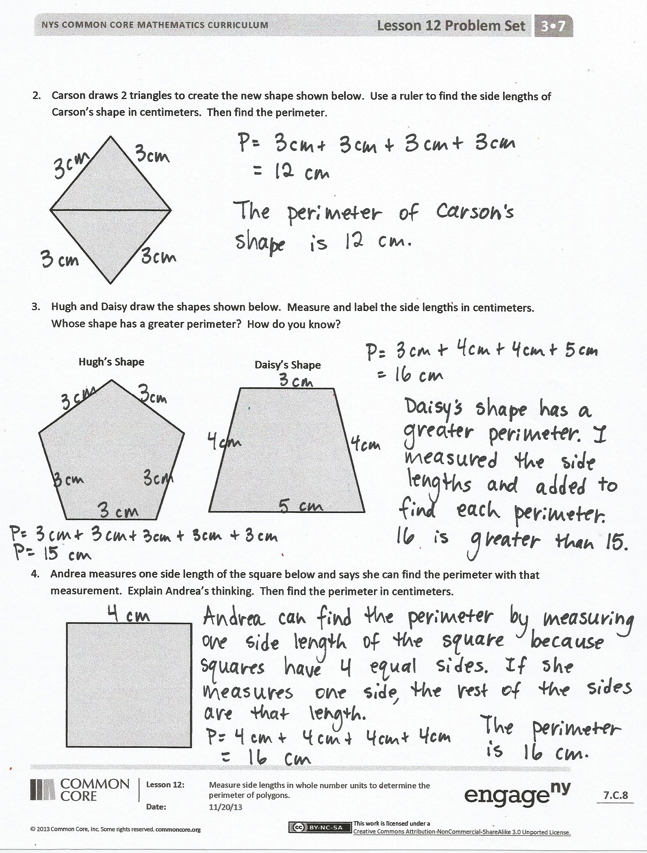 NYS COMMON CORE MATHEMATICS CURRICULUM
Lesson 12 Problem Set 3•7
2. Carson draws 2 triangles to create the new shape shown below. Use a ruler to find the side lengths of
Carson's shape in centimeters. Then find the perimeter.
3cm 3cm
3 cm 3cm
P= 3cm + 3cm + 3cm + 3cm
= 12 cm
The perimeter of Carson's
shape is 12 cm.
3. Hugh and Daisy draw the shapes shown below. Measure and label the side lengths in centimeters.
Whose shape has a greater perimeter? How do you know?
Hugh's Shape
3cm 3cm
3cm 3cm
3 cm
P= 3cm + 3cm + 3cm + 3cm + 3cm
P= 15 cm
Daisy's Shape
3 cm
4cm 4cm
5 cm
P= 3cm + 4cm + 4cm + 5cm
= 16 cm
Daisy's shape has a
greater perimeter. I
measured the side
lengths and added to
find each perimeter.
16 is greater than 15.
4. Andrea measures one side length of the square below and says she can find the perimeter with that
measurement. Explain Andrea's thinking. Then find the perimeter in centimeters.
4 cm
Andrea can find the perimeter by measuring
one side length of the square because
squares have 4 equal sides. If she
measures one side, the rest of the sides
are that length.
P= 4cm + 4cm + 4cm + 4cm
= 16 cm
The perimeter
is 16 cm.
COMMON
CORE
Lesson 12: Measure side lengths in whole number units to determine the
perimeter of polygons.
Date: 11/20/13
engage ny
7.C.8
© 2013 Common Core, Inc. Some rights reserved. commoncore.org
CC BY-NC-SA
This work is licensed under a
Creative Commons Attribution-NonCommercial-ShareAlike 3.0 Unported License.